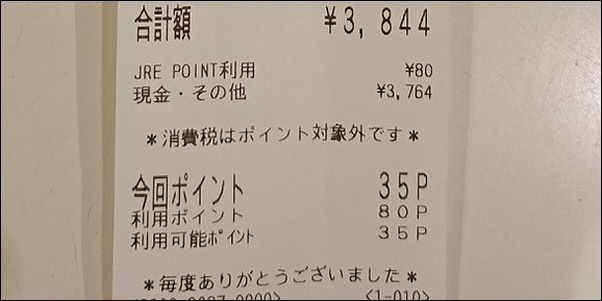 合計額 ¥3,844
JRE POINT利用 ¥80
現金・その他 ¥3,764
*消費税はポイント対象外です*
今回ポイント 35P
利用ポイント 80P
利用可能ﾎﾟｲﾝﾄ 35P
*毎度ありがとうございました*
<1-010>